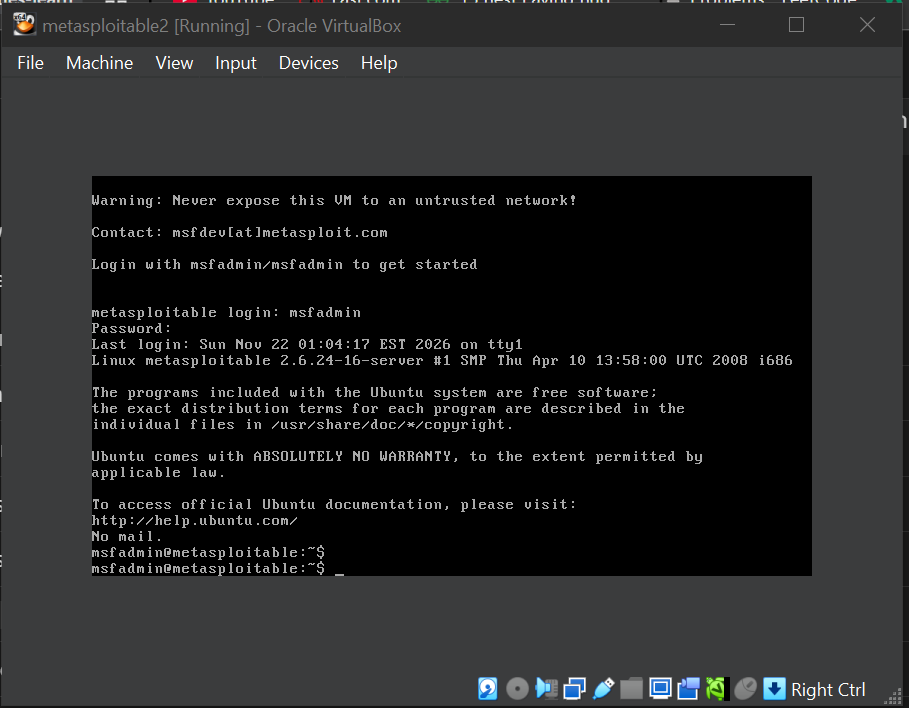 metasploitable2 [Running] - Oracle VirtualBox
File Machine View Input Devices Help
Warning: Never expose this VM to an untrusted network!
Contact: msfdev[at]metasploit.com
Login with msfadmin/msfadmin to get started
metasploitable login: msfadmin
Password:
Last login: Sun Nov 22 01:04:17 EST 2026 on tty1
Linux metasploitable 2.6.24-16-server #1 SMP Thu Apr 10 13:58:00 UTC 2008 i686
The programs included with the Ubuntu system are free software;
the exact distribution terms for each program are described in the
individual files in /usr/share/doc/*/copyright.
Ubuntu comes with ABSOLUTELY NO WARRANTY, to the extent permitted by
applicable law.
To access official Ubuntu documentation, please visit:
http://help.ubuntu.com/
No mail.
msfadmin@metasploitable:~$
msfadmin@metasploitable:~$ _
Right Ctrl